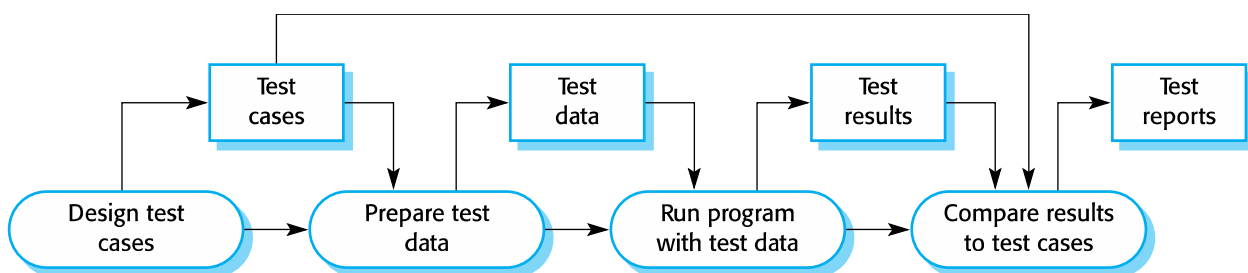 Test
cases
Test
data
Test
results
Test
reports
Design test
cases
Prepare test
data
Run program
with test data
Compare results
to test cases